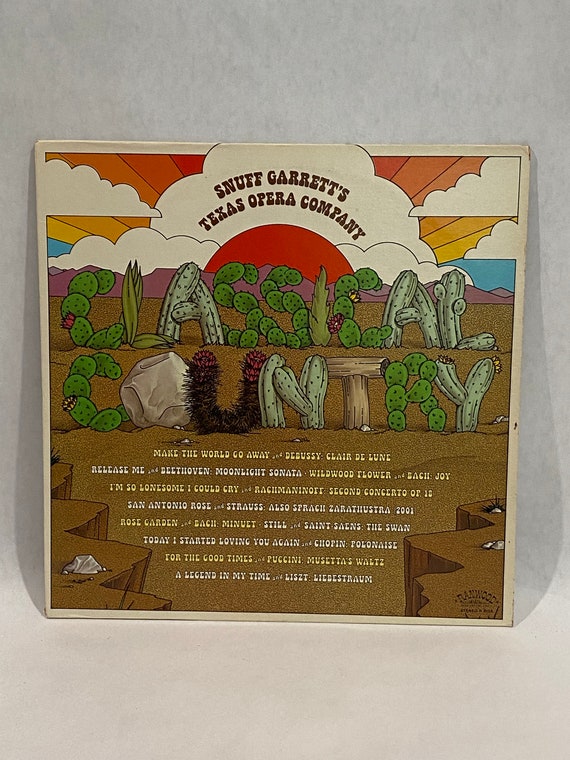 SNUFF GARRETT'S
TEXAS OPERA COMPANY
CLASSICAL
COUNTRY
MAKE THE WORLD GO AWAY and DEBUSSY: CLAIR DE LUNE
RELEASE ME and BEETHOVEN: MOONLIGHT SONATA · WILDWOOD FLOWER and BACH: JOY
I'M SO LONESOME I COULD CRY and RACHMANINOFF: SECOND CONCERTO OF 18
SAN ANTONIO ROSE and STRAUSS: ALSO SPRACH ZARATHUSTRA (2001)
ROSE GARDEN and BACH: MINUET · STILL and SAINT-SAENS: THE SWAN
TODAY I STARTED LOVING YOU AGAIN and CHOPIN: POLONAISE
FOR THE GOOD TIMES and PUCCINI: MUSETTA'S WALTZ
A LEGEND IN MY TIME and LISZT: LIEBESTRAUM
RANWOOD